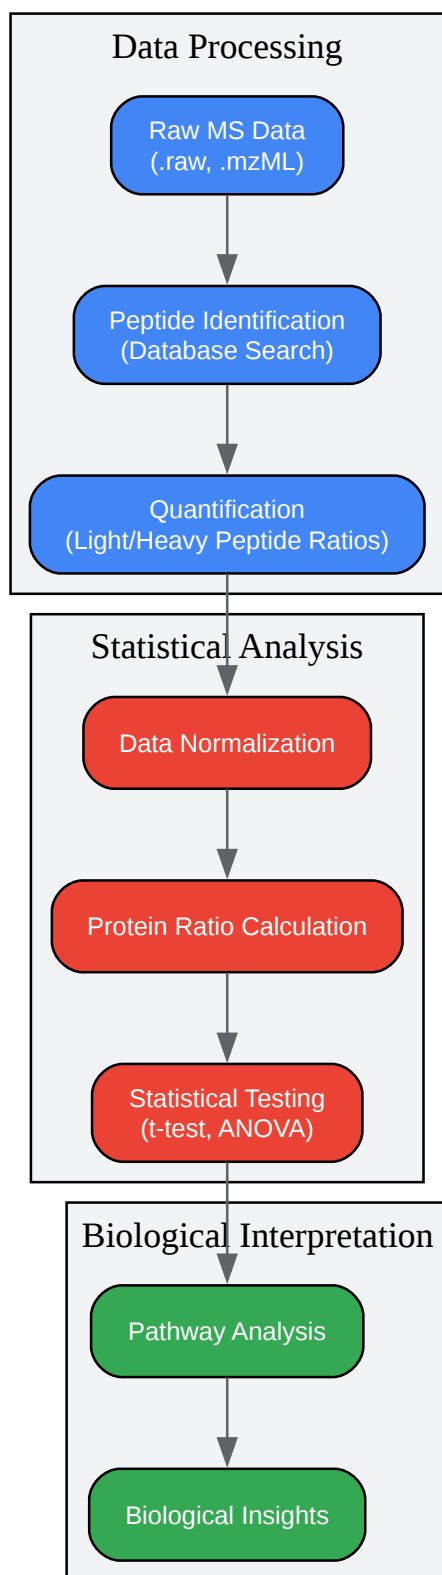 Data Processing
Raw MS Data
(.raw, .mzML)
Peptide Identification
(Database Search)
Quantification
(Light/Heavy Peptide Ratios)
Statistical Analysis
Data Normalization
Protein Ratio Calculation
Statistical Testing
(t-test, ANOVA)
Biological Interpretation
Pathway Analysis
Biological Insights